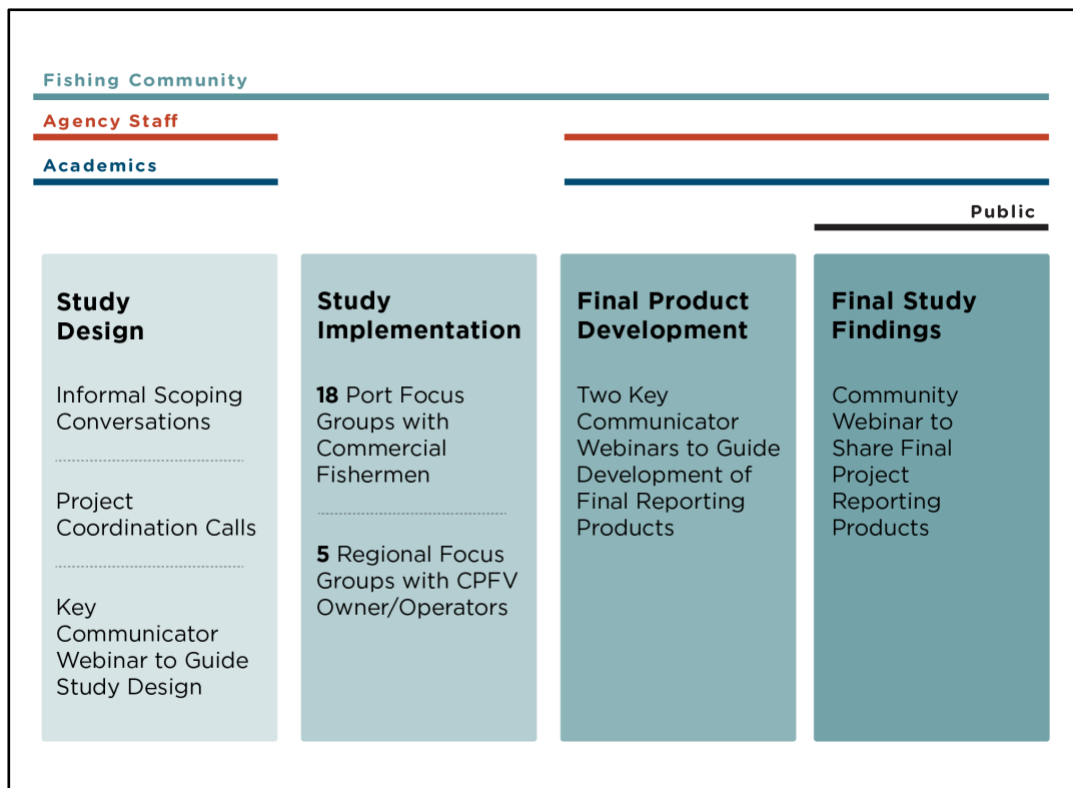 Fishing Community
Agency Staff
Academics
Public
Study
Design
Informal Scoping
Conversations
Project
Coordination Calls
Key
Communicator
Webinar to Guide
Study Design
Study
Implementation
18 Port Focus
Groups with
Commercial
Fishermen
5 Regional Focus
Groups with CPFV
Owner/Operators
Final Product
Development
Two Key
Communicator
Webinars to Guide
Development of
Final Reporting
Products
Final Study
Findings
Community
Webinar to
Share Final
Project
Reporting
Products